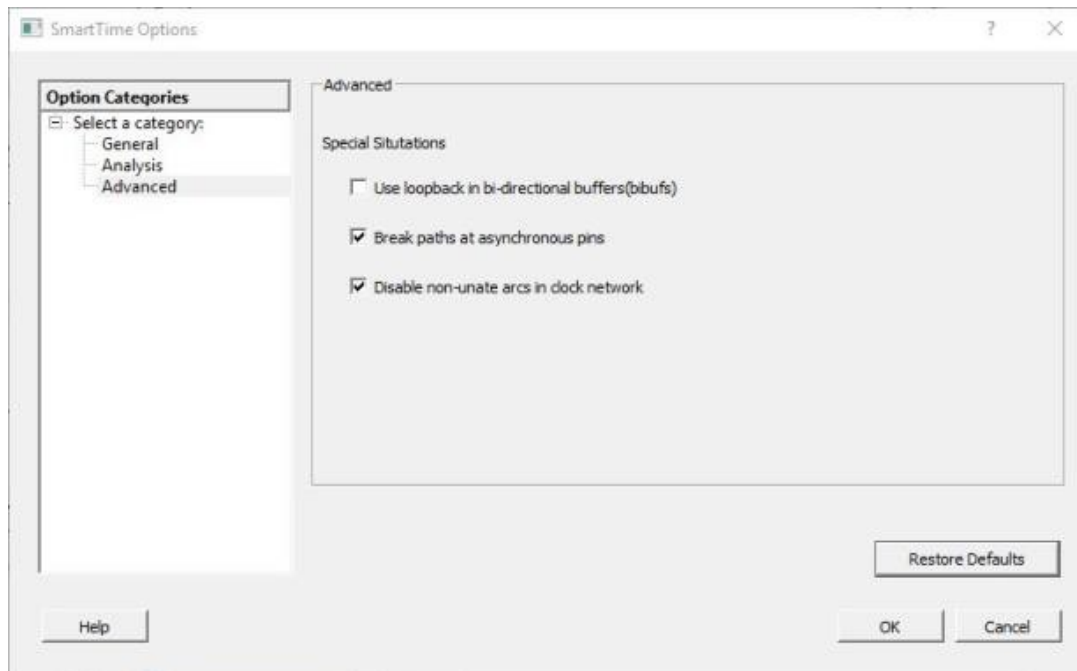 SmartTime Options
?
Option Categories
Select a category:
General
Analysis
Advanced
Advanced
Special Situtations
Use loopback in bi-directional buffers(bibufs)
Break paths at asynchronous pins
Disable non-unate arcs in clock network
Restore Defaults
Help
OK
Cancel